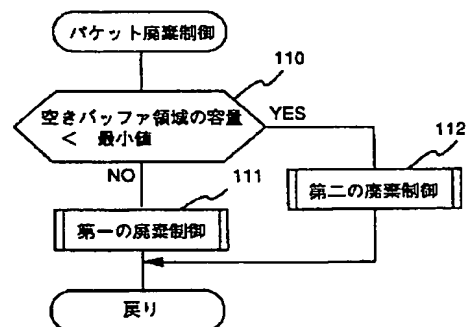 パケット廃棄制御
110
空きバッファ領域の容量
< 最小値
YES
112
NO
111
第二の廃棄制御
第一の廃棄制御
戻り